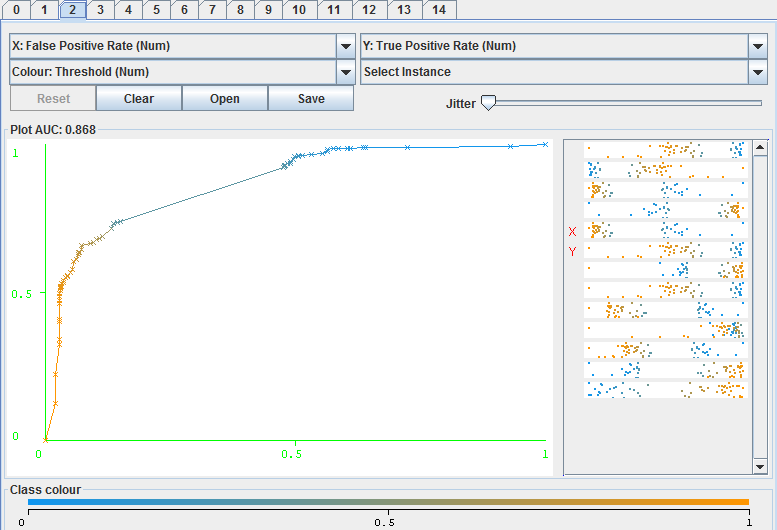 0 1 2 3 4 5 6 7 8 9 10 11 12 13 14
X: False Positive Rate (Num) Y: True Positive Rate (Num)
Colour: Threshold (Num) Select Instance
Reset Clear Open Save Jitter
Plot AUC: 0.868
1
X
Y
0.5
0
0 0.5 1
Class colour
0 0.5 1